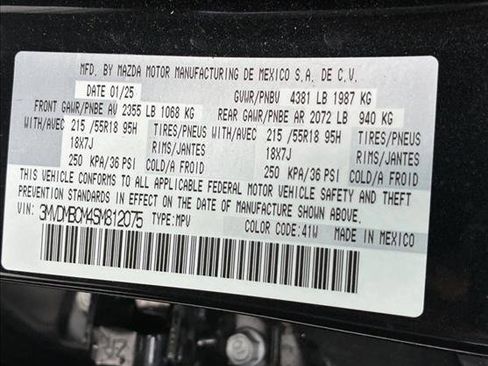 MFD. BY MAZDA MOTOR MANUFACTURING DE MEXICO S.A. DE C.V.
DATE 01/25 GVWR/PNBV 4381 LB 1987 KG
FRONT GAWR/PNBE AV 2355 LB 1068 KG REAR GAWR/PNBE AR 2072 LB 940 KG
WITH/AVEC 215 /55R18 95H TIRES/PNEUS WITH/AVEC 215 /55R18 95H TIRES/PNEUS
18X7J RIMS/JANTES 18X7J RIMS/JANTES
250 KPA/36 PSI COLD/A FROID 250 KPA/36 PSI COLD/A FROID
THIS VEHICLE CONFORMS TO ALL APPLICABLE FEDERAL MOTOR VEHICLE SAFETY AND THEFT
PREVENTION STANDARDS IN EFFECT ON THE DATE OF MANUFACTURE SHOWN ABOVE.
VIN: 3MVDMBCM4SM812075 TYPE:MPV COLOR CODE:41W MADE IN MEXICO